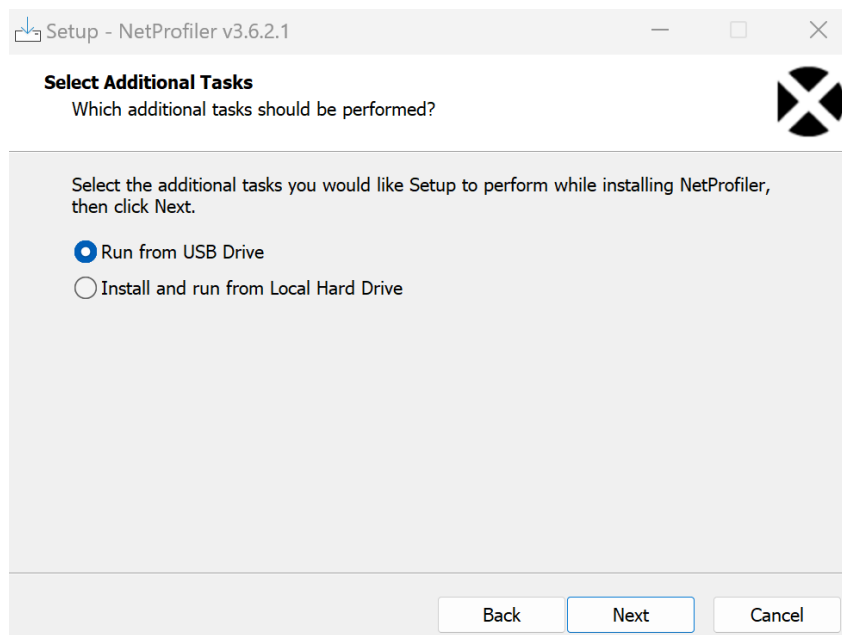 Setup - NetProfiler v3.6.2.1
Select Additional Tasks
Which additional tasks should be performed?
Select the additional tasks you would like Setup to perform while installing NetProfiler,
then click Next.
Run from USB Drive
Install and run from Local Hard Drive
Back
Next
Cancel